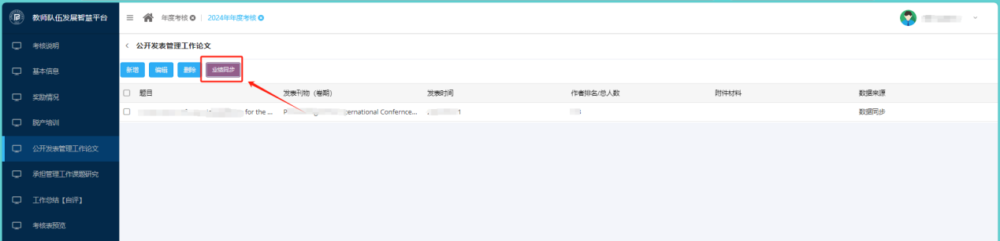 教师队伍发展智慧平台
年度考核 | 2024年年度考核
考核说明
基本信息
奖励情况
脱产培训
公开发表管理工作论文
承担管理工作课题研究
工作总结【自评】
考核表预览
< 公开发表管理工作论文
新增 编辑 删除 业绩同步
题目 发表刊物（卷期） 发表时间 作者排名/总人数 附件材料 数据来源
for the ... P ernational Confernce... 1 数据同步